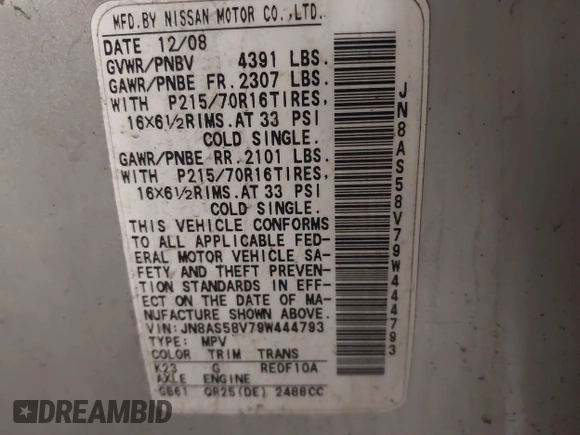 MFD.BY NISSAN MOTOR CO.,LTD.
DATE 12/08
GVWR/PNBV 4391 LBS.
GAWR/PNBE FR.2307 LBS.
WITH P215/70R16TIRES,
16X6½RIMS.AT 33 PSI
COLD SINGLE.
GAWR/PNBE RR.2101 LBS.
WITH P215/70R16TIRES,
16X6½RIMS.AT 33 PSI
COLD SINGLE.
THIS VEHICLE CONFORMS
TO ALL APPLICABLE FED-
ERAL MOTOR VEHICLE SA-
FETY AND THEFT PREVEN-
TION STANDARDS IN EFF-
ECT ON THE DATE OF MA-
NUFACTURE SHOWN ABOVE.
VIN:JN8AS58V79W444793
TYPE: MPV
COLOR TRIM TRANS
K23 G REOF10A
AXLE ENGINE
GB61 QR25(DE) 2488CC
JN8AS58V79W444793
DREAMBID
DREAMBID.COM